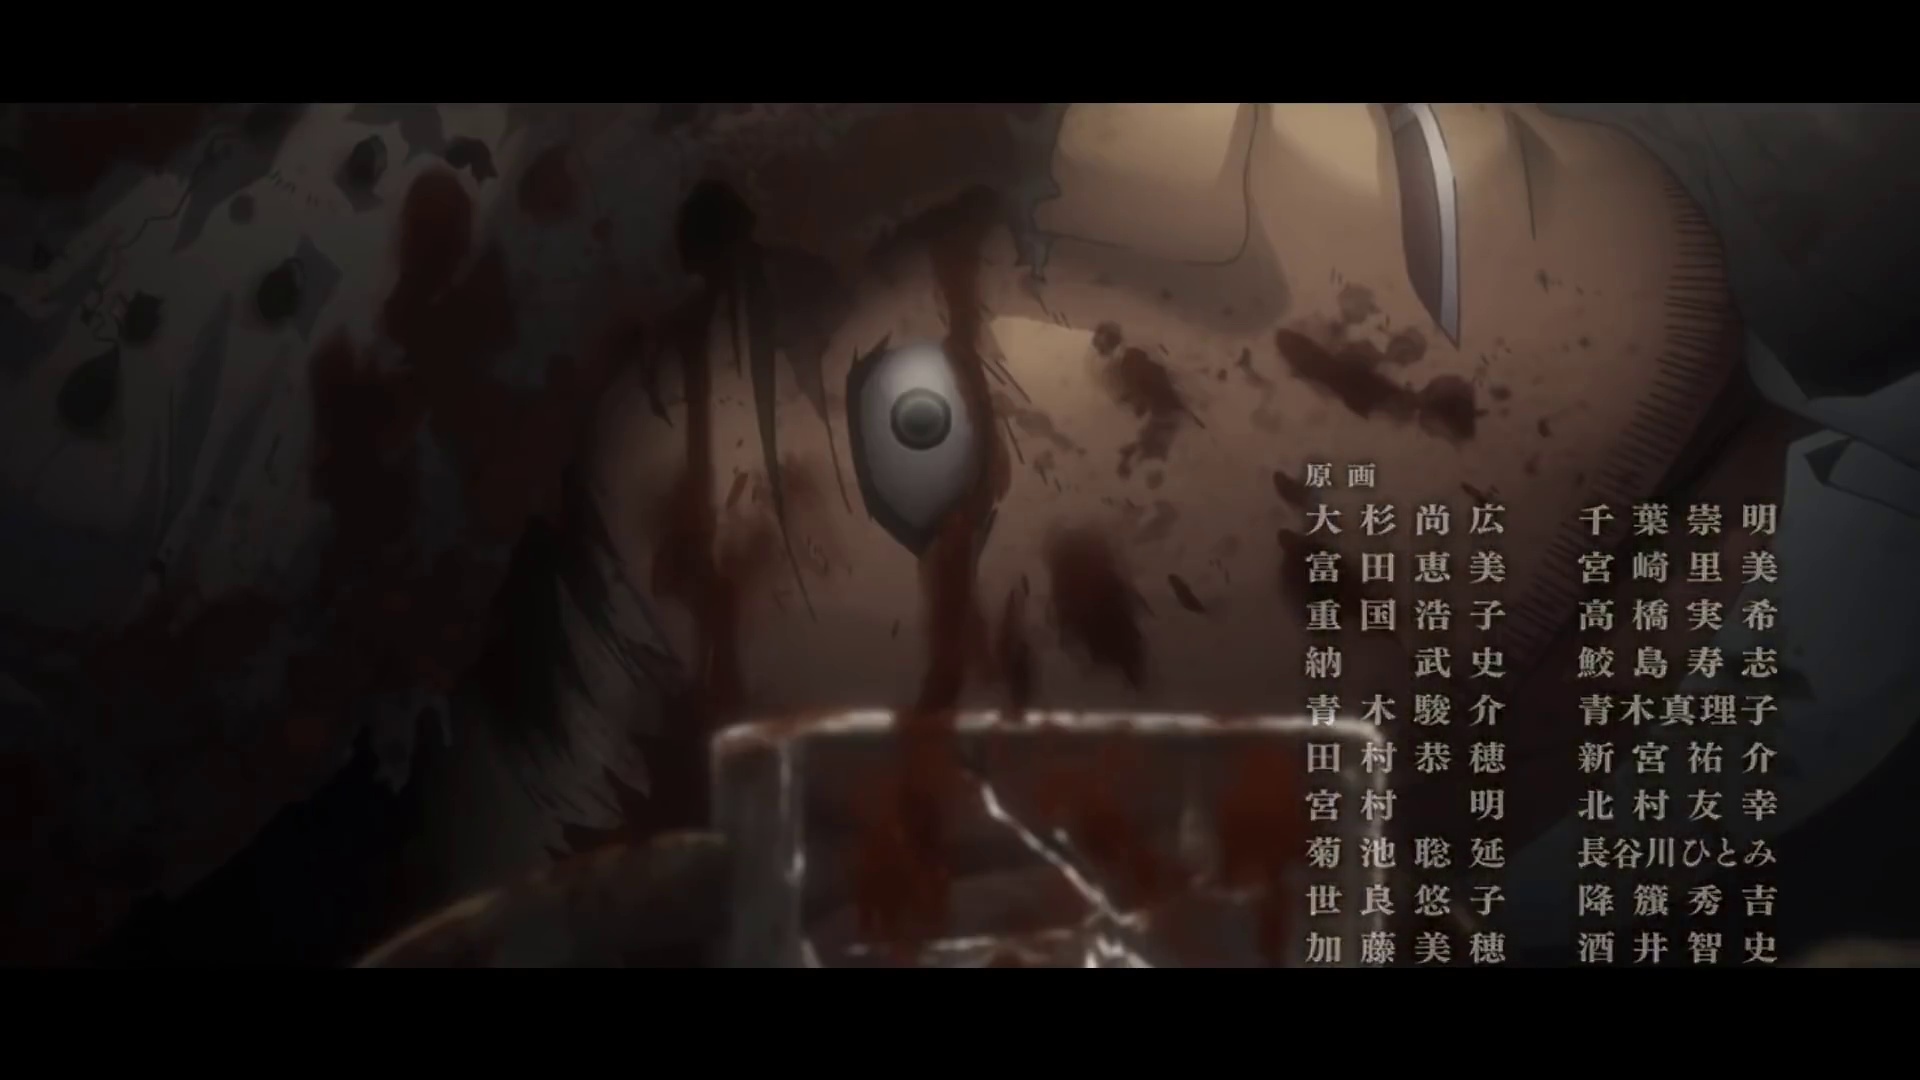 原画
大杉尚広 千葉崇明
富田恵美 宮崎里美
重国浩子 高橋実希
納 武史 鮫島寿志
青木駿介 青木真理子
田村恭穂 新宮祐介
宮村 明 北村友幸
菊池聡延 長谷川ひとみ
世良悠子 降籏秀吉
加藤美穂 酒井智史